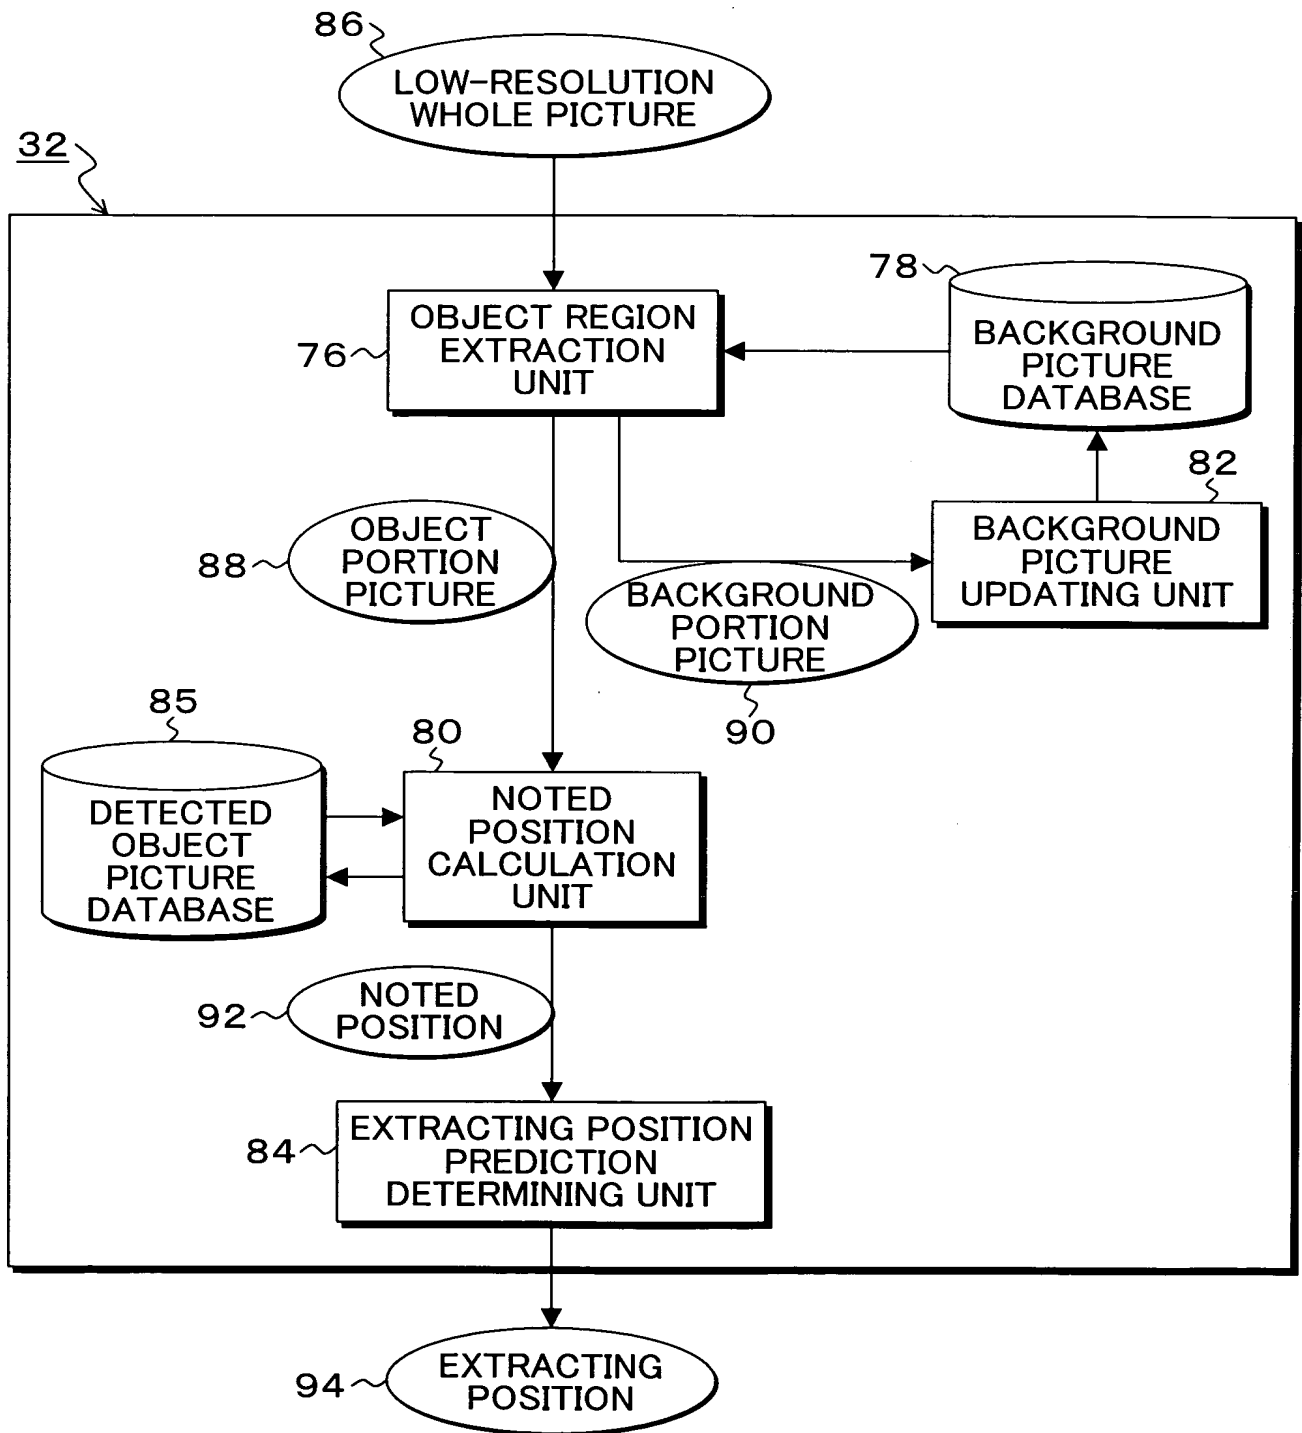 86
LOW-RESOLUTION
WHOLE PICTURE
32
78
OBJECT REGION
EXTRACTION
UNIT
76
BACKGROUND
PICTURE
DATABASE
82
BACKGROUND
PICTURE
UPDATING UNIT
OBJECT
PORTION
PICTURE
88
BACKGROUND
PORTION
PICTURE
90
85
80
DETECTED
OBJECT
PICTURE
DATABASE
NOTED
POSITION
CALCULATION
UNIT
NOTED
POSITION
92
EXTRACTING POSITION
PREDICTION
DETERMINING UNIT
84
EXTRACTING
POSITION
94